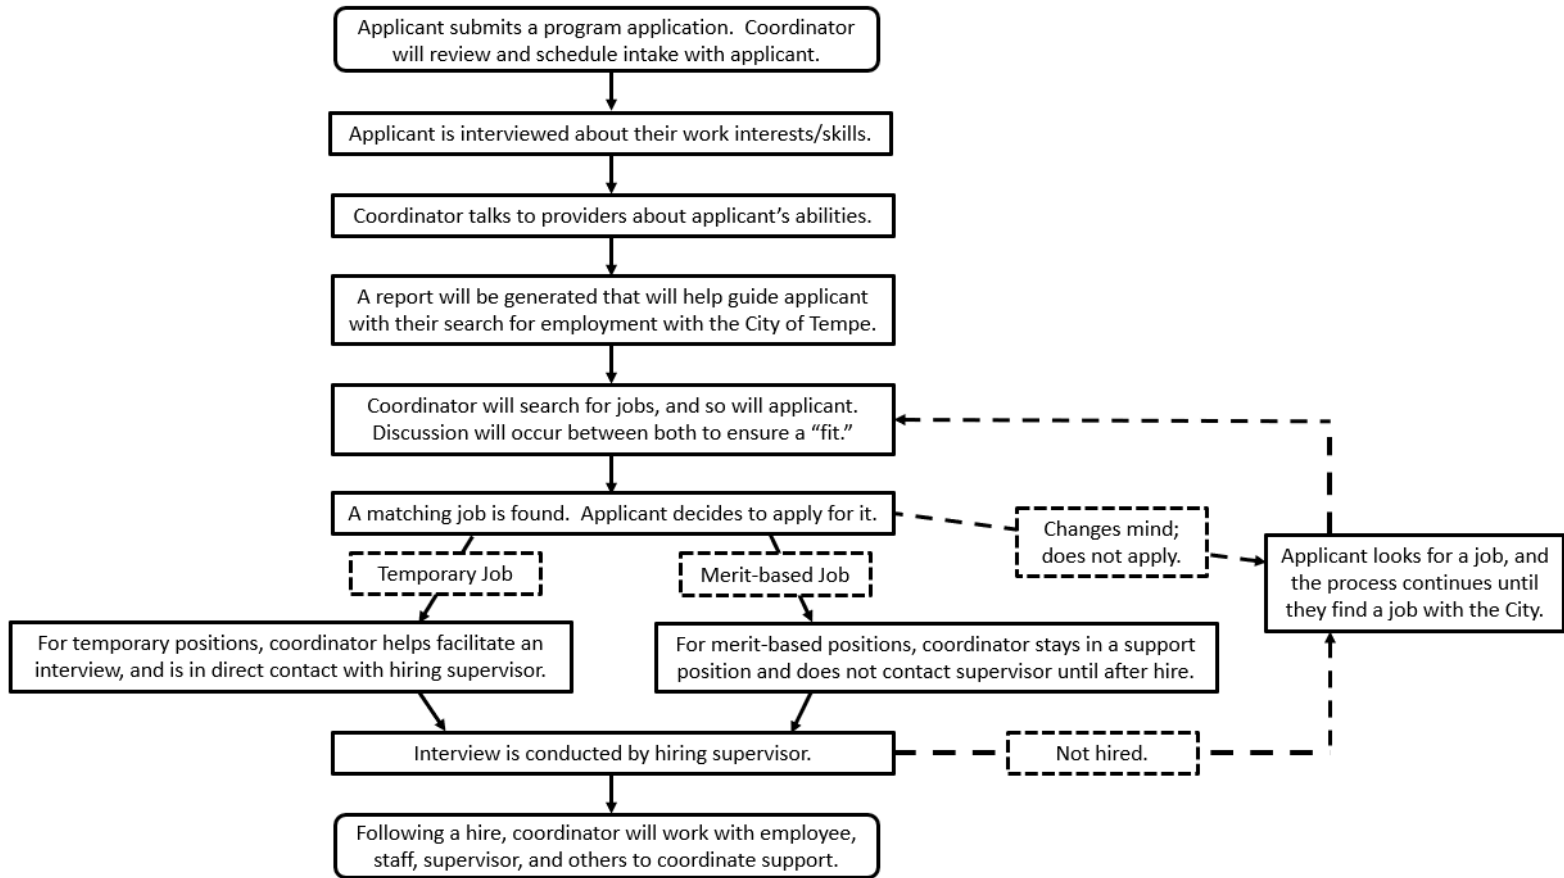 Applicant submits a program application.  Coordinator
will review and schedule intake with applicant.
Applicant is interviewed about their work interests/skills.
Coordinator talks to providers about applicant’s abilities.
A report will be generated that will help guide applicant
with their search for employment with the City of Tempe.
Coordinator will search for jobs, and so will applicant.
Discussion will occur between both to ensure a “fit.”
A matching job is found.  Applicant decides to apply for it.
Changes mind;
does not apply.
Applicant looks for a job, and
the process continues until
they find a job with the City.
Temporary Job
Merit-based Job
For temporary positions, coordinator helps facilitate an
interview, and is in direct contact with hiring supervisor.
For merit-based positions, coordinator stays in a support
position and does not contact supervisor until after hire.
Interview is conducted by hiring supervisor.
Not hired.
Following a hire, coordinator will work with employee,
staff, supervisor, and others to coordinate support.